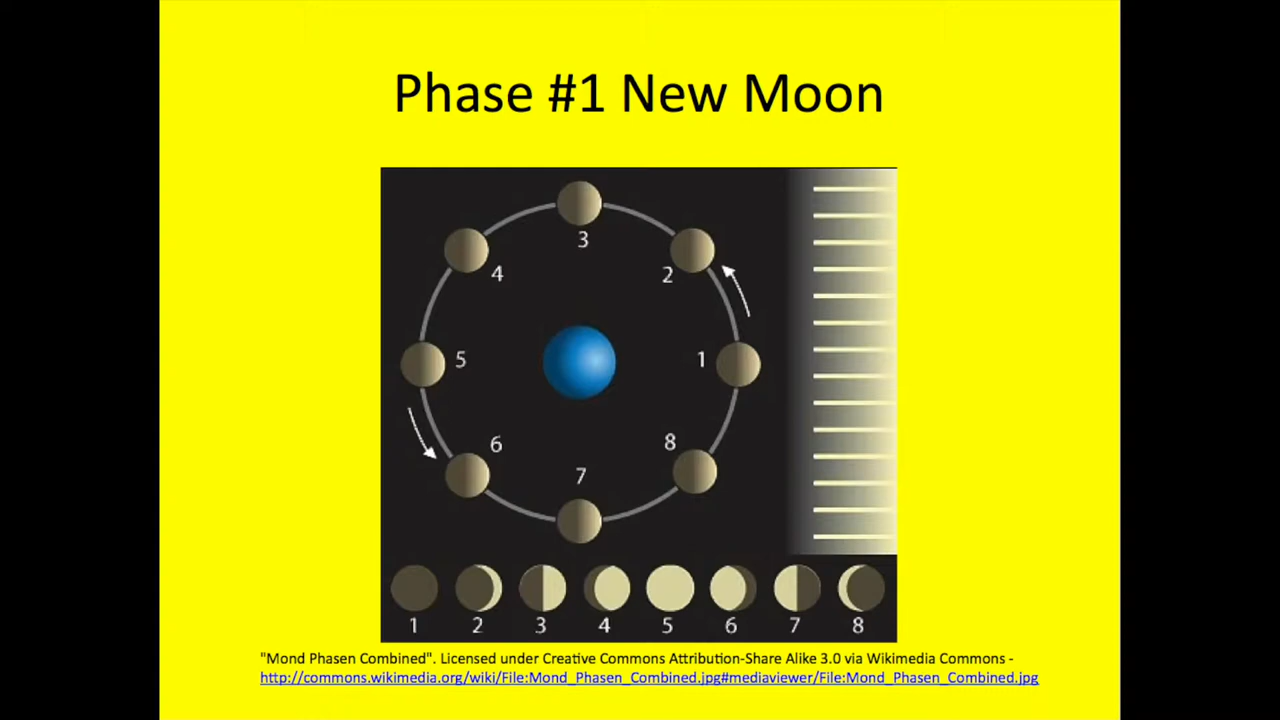 Phase #1 New Moon
3
4
2
5
1
6
8
7
1 2 3 4 5 6 7 8
"Mond Phasen Combined". Licensed under Creative Commons Attribution-Share Alike 3.0 via Wikimedia Commons -
http://commons.wikimedia.org/wiki/File:Mond_Phasen_Combined.jpg#mediaviewer/File:Mond_Phasen_Combined.jpg